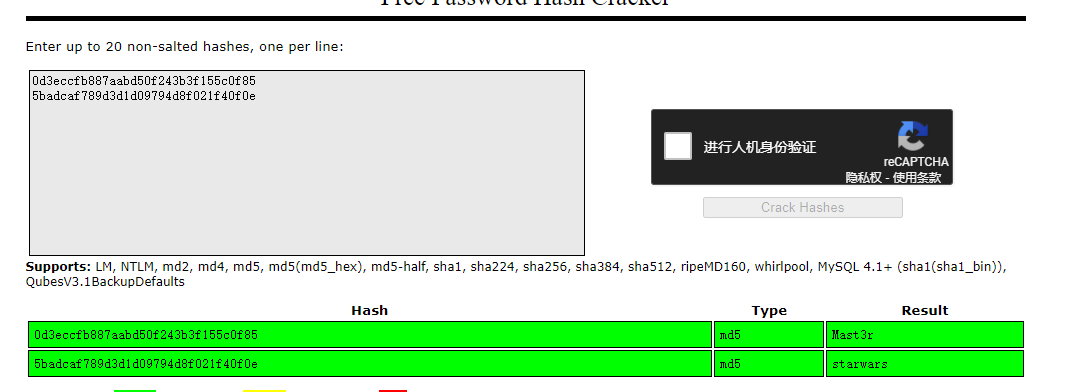 Free Password Hash Cracker
Enter up to 20 non-salted hashes, one per line:
0d3eccfb887aabd50f243b3f155c0f85
5badcaf789d3d1d09794d8f021f40f0e
进行人机身份验证
reCAPTCHA
隐私权 - 使用条款
Crack Hashes
Supports: LM, NTLM, md2, md4, md5, md5(md5_hex), md5-half, sha1, sha224, sha256, sha384, sha512, ripeMD160, whirlpool, MySQL 4.1+ (sha1(sha1_bin)),
QubesV3.1BackupDefaults
Hash Type Result
0d3eccfb887aabd50f243b3f155c0f85 md5 Mast3r
5badcaf789d3d1d09794d8f021f40f0e md5 starwars